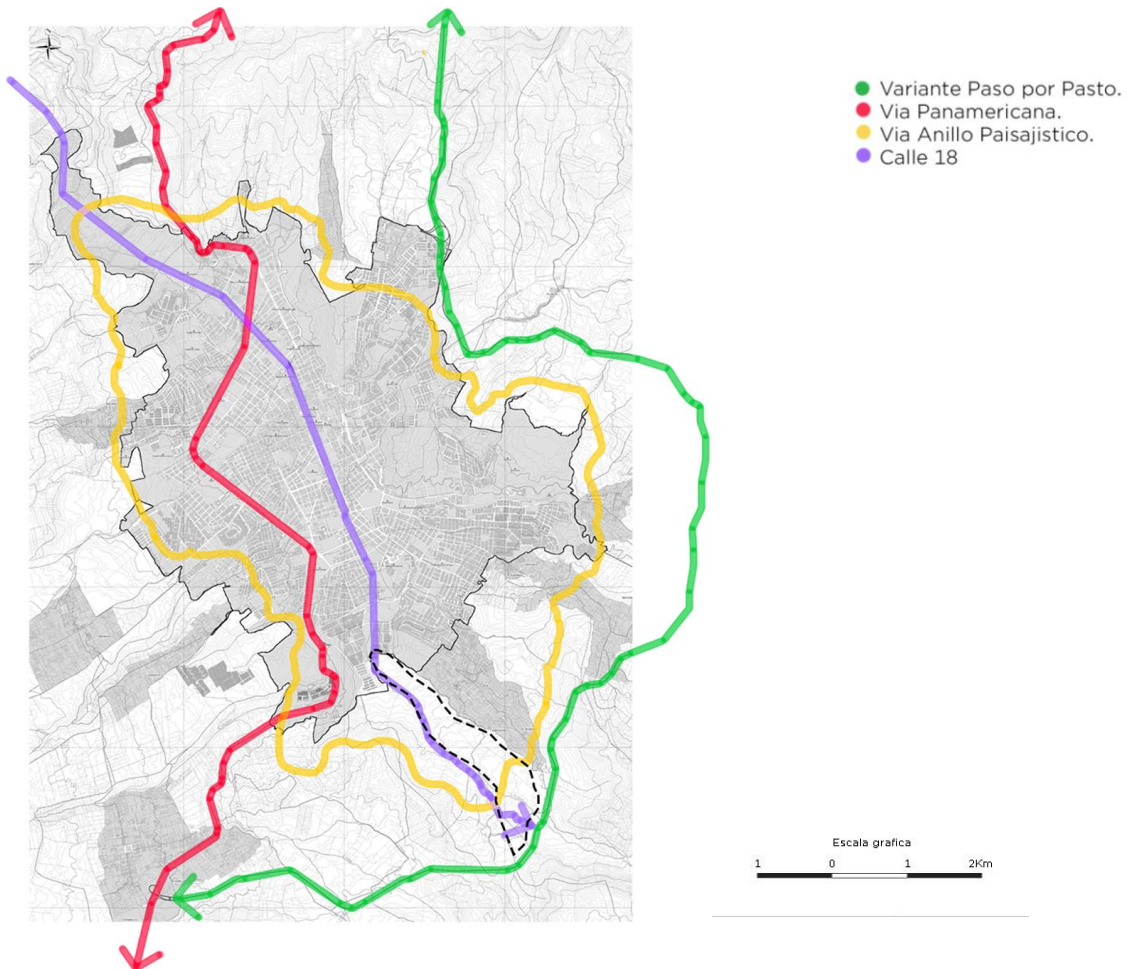 Variante Paso por Pasto.
Via Panamericana.
Via Anillo Paisajistico.
Calle 18
Escala grafica
1 0 1 2Km